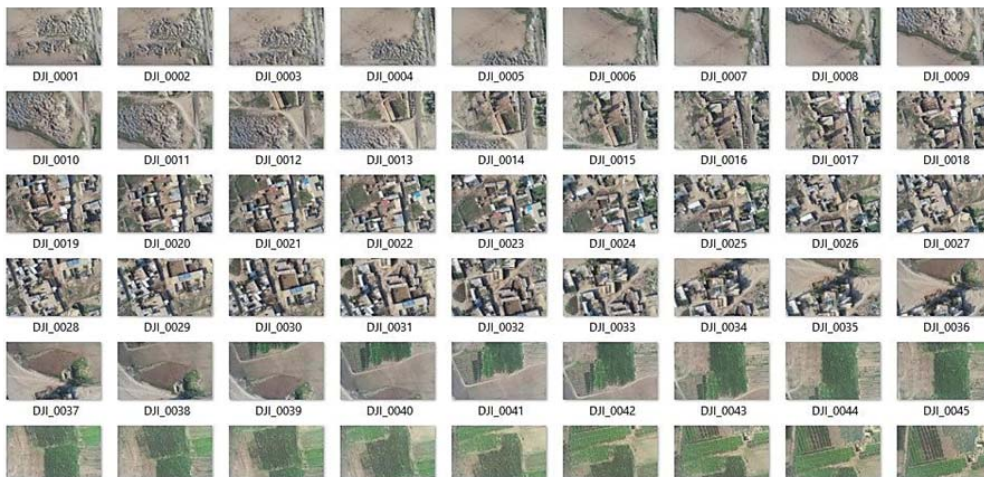 DJI_0001 DJI_0002 DJI_0003 DJI_0004 DJI_0005 DJI_0006 DJI_0007 DJI_0008 DJI_0009
DJI_0010 DJI_0011 DJI_0012 DJI_0013 DJI_0014 DJI_0015 DJI_0016 DJI_0017 DJI_0018
DJI_0019 DJI_0020 DJI_0021 DJI_0022 DJI_0023 DJI_0024 DJI_0025 DJI_0026 DJI_0027
DJI_0028 DJI_0029 DJI_0030 DJI_0031 DJI_0032 DJI_0033 DJI_0034 DJI_0035 DJI_0036
DJI_0037 DJI_0038 DJI_0039 DJI_0040 DJI_0041 DJI_0042 DJI_0043 DJI_0044 DJI_0045